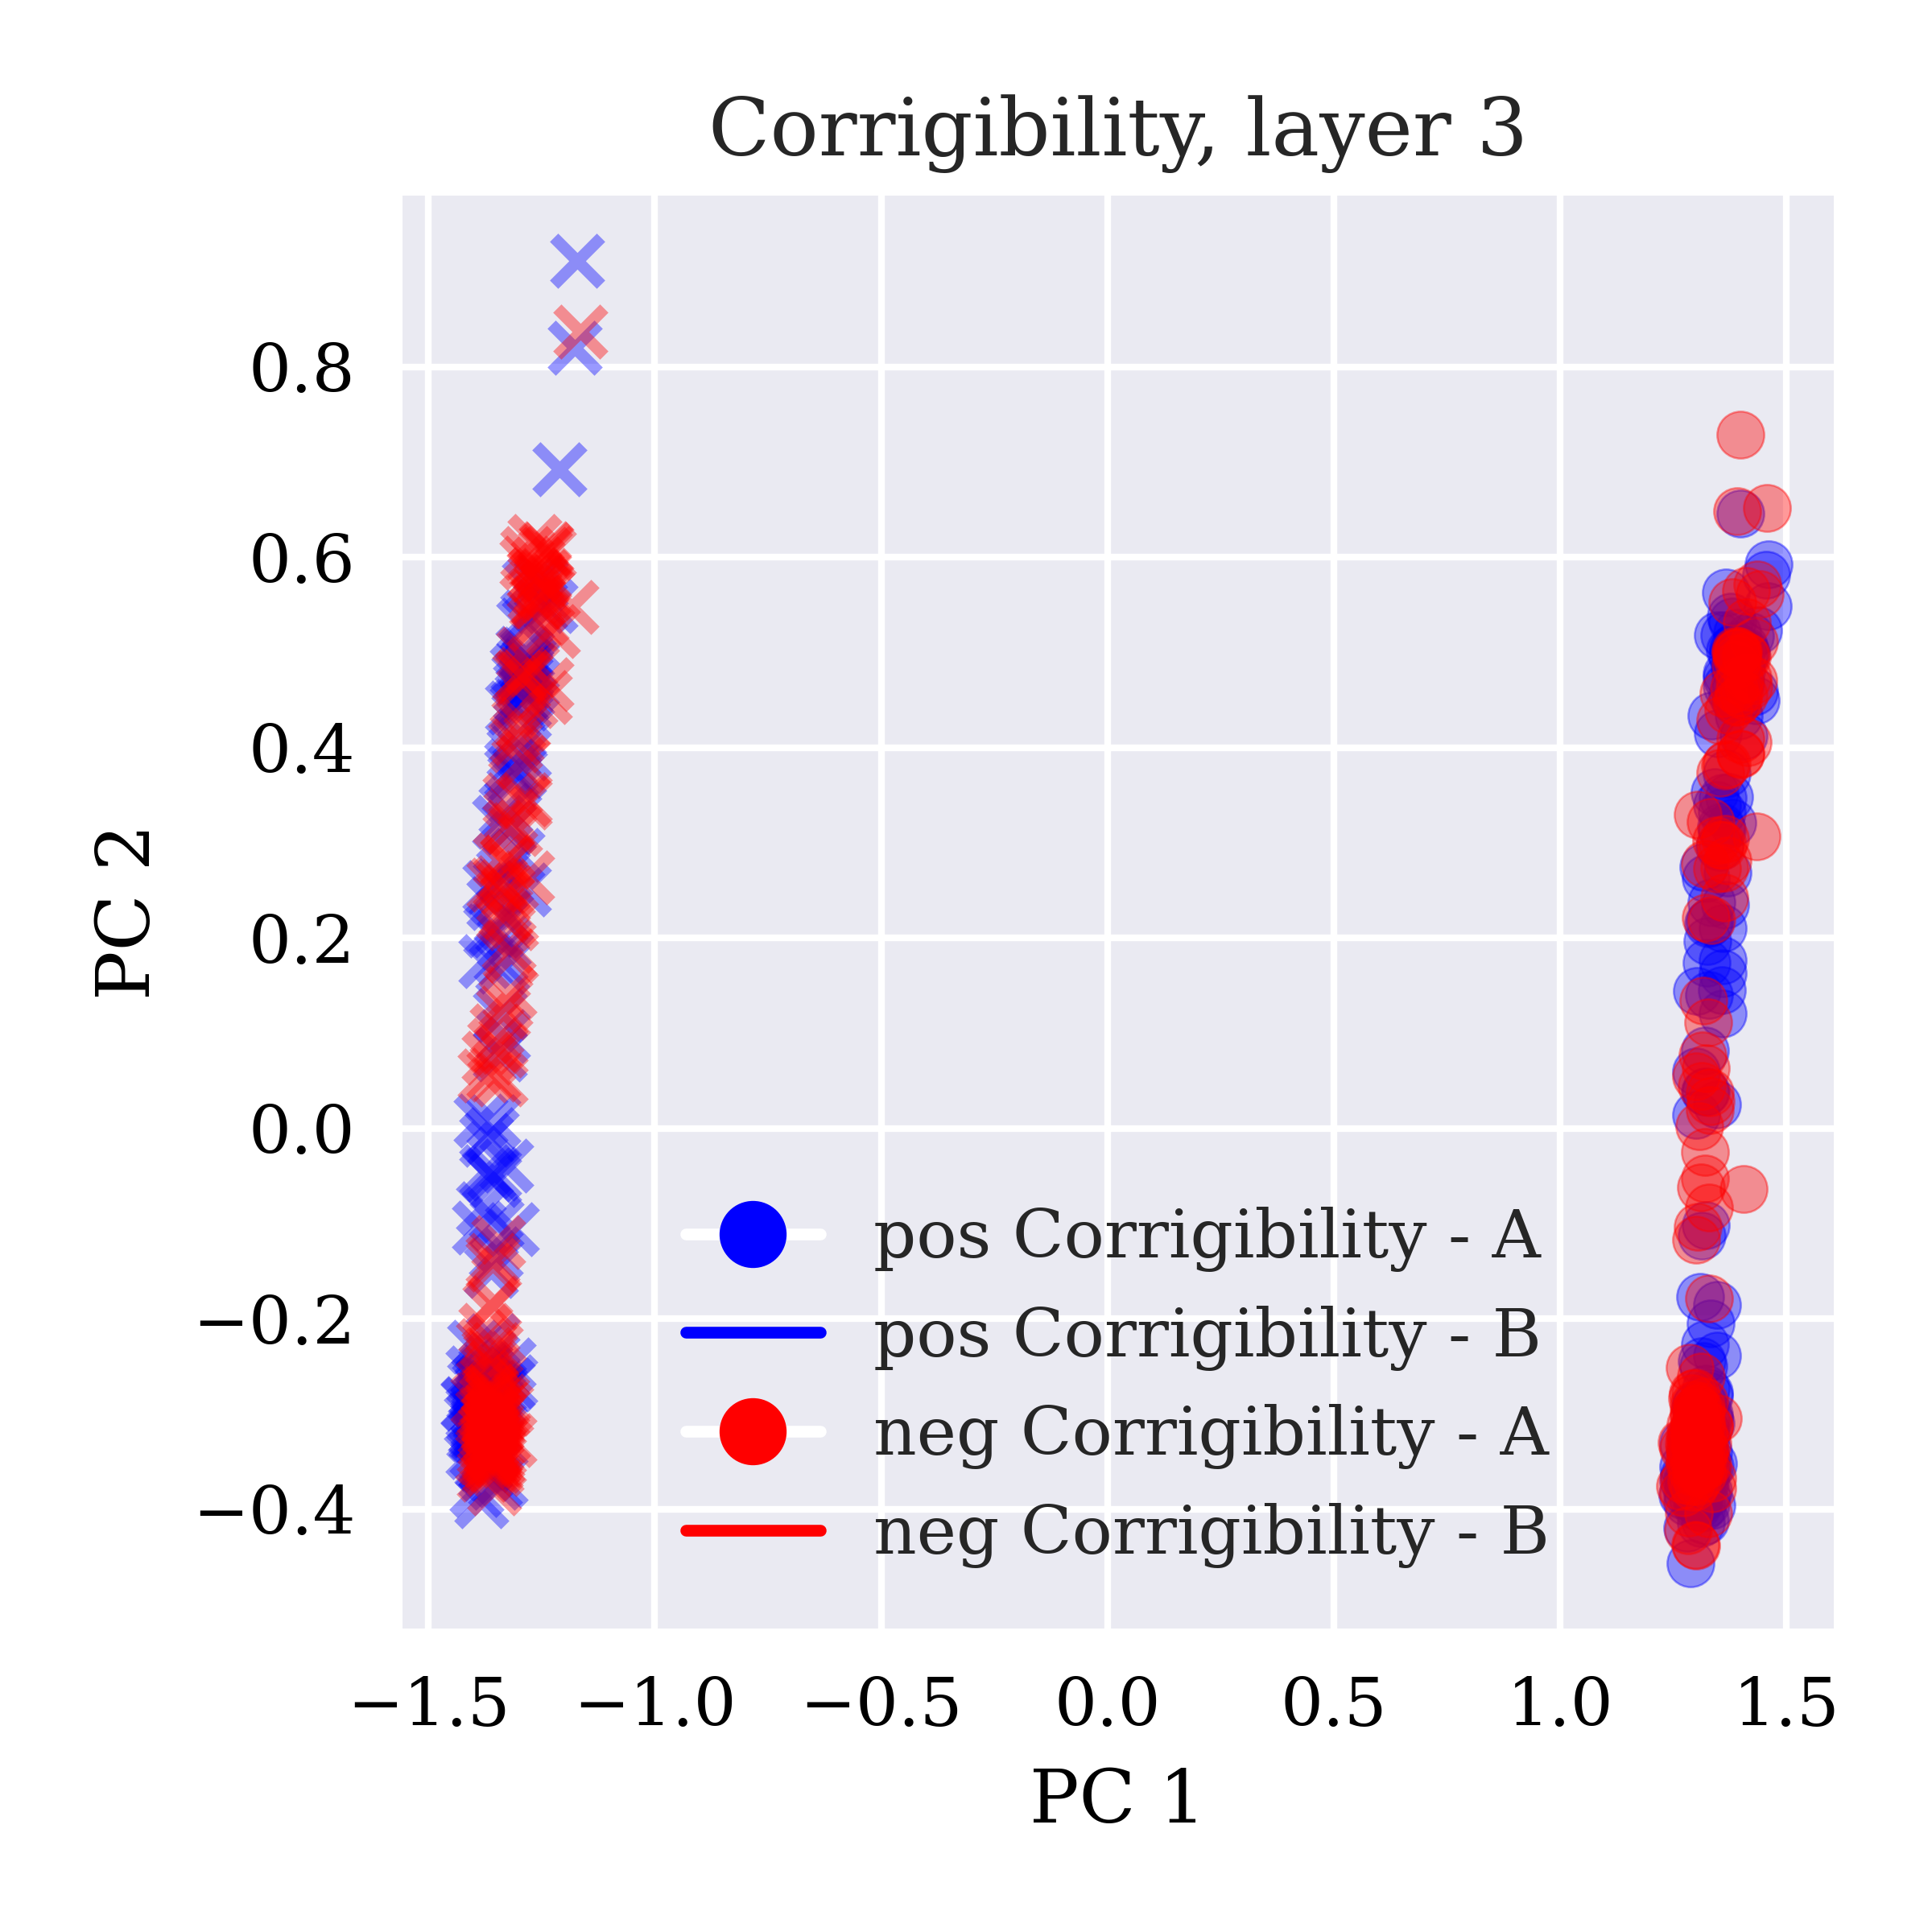 Corrigibility, layer 3
PC 2
0.8
0.6
0.4
0.2
0.0
−0.2
−0.4
pos Corrigibility - A
pos Corrigibility - B
neg Corrigibility - A
neg Corrigibility - B
−1.5 −1.0 −0.5 0.0 0.5 1.0 1.5
PC 1